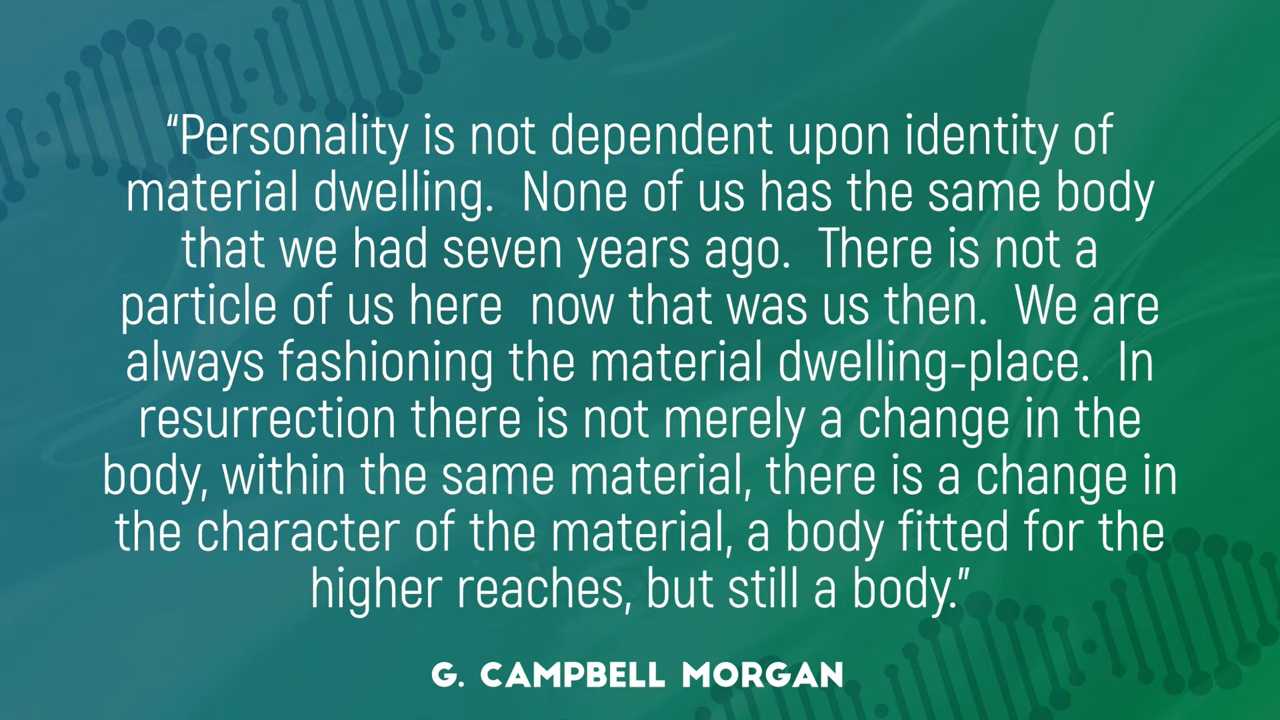 “Personality is not dependent upon identity of
material dwelling.  None of us has the same body
that we had seven years ago.  There is not a
particle of us here  now that was us then.  We are
always fashioning the material dwelling-place.  In
resurrection there is not merely a change in the
body, within the same material, there is a change in
the character of the material, a body fitted for the
higher reaches, but still a body.”
G. CAMPBELL MORGAN